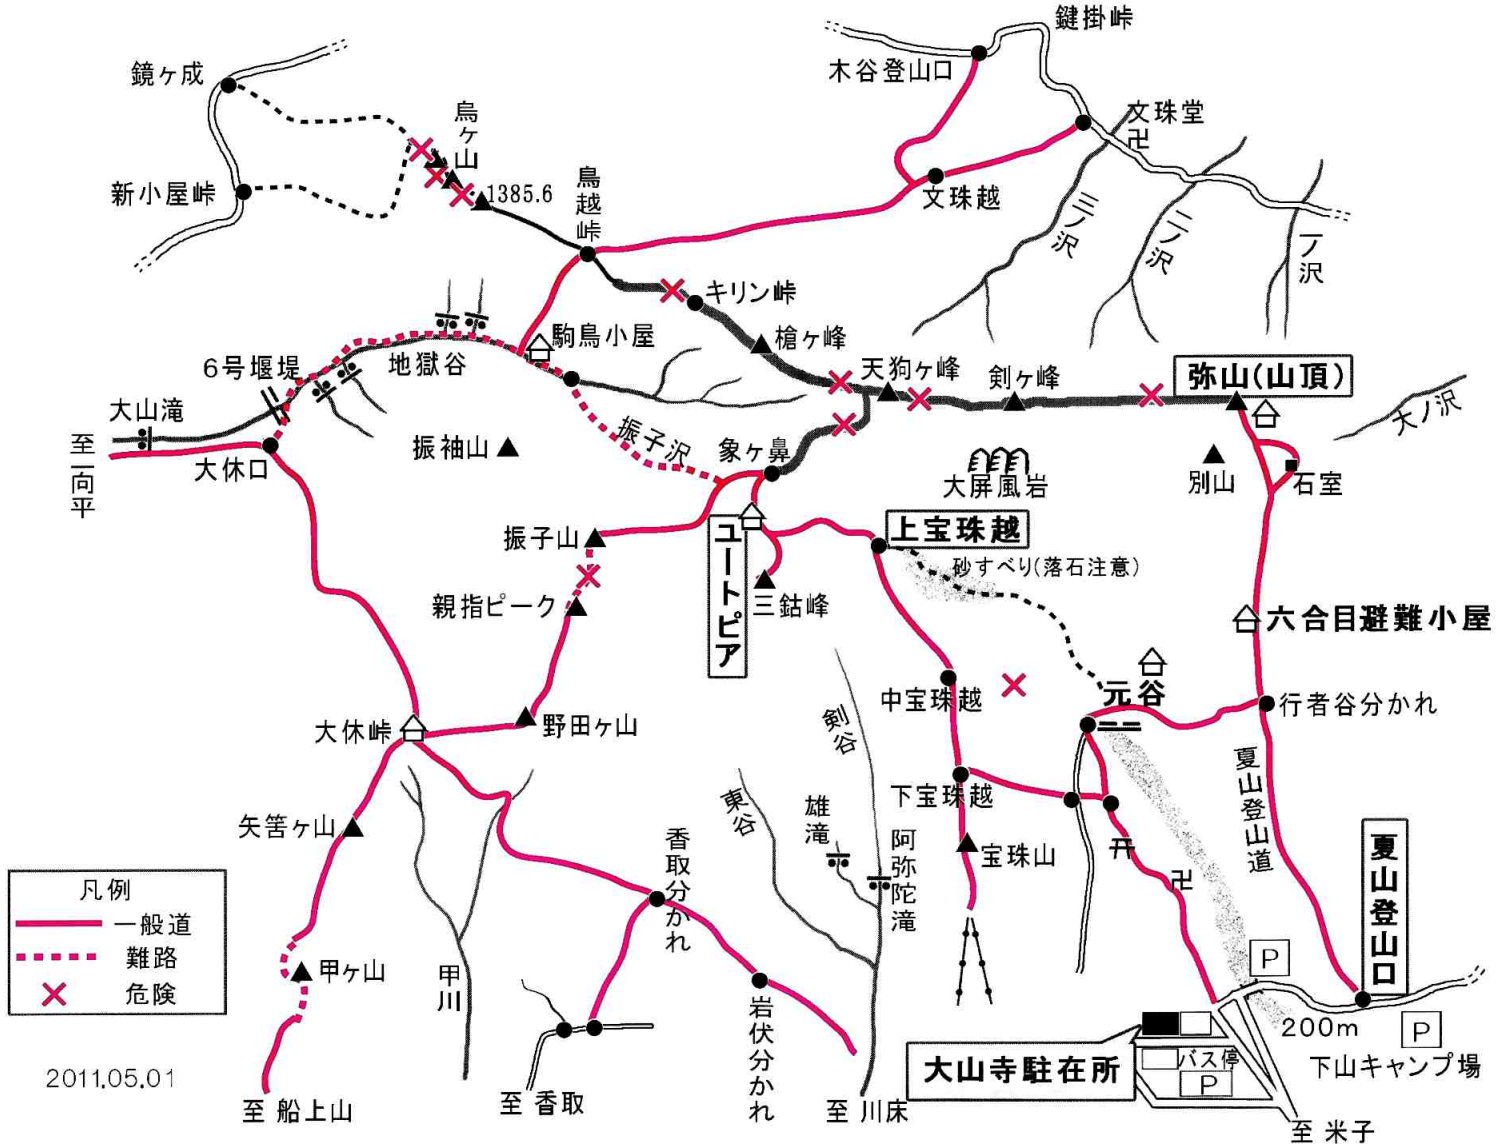 鍵掛峠
鏡ヶ成
木谷登山口
烏ヶ山
文珠堂
新小屋峠
1385.6
鳥越峠
文珠越
三ノ沢
二ノ沢
一ノ沢
キリン峠
駒鳥小屋
槍ヶ峰
地獄谷
6号堰堤
天狗ヶ峰
剣ヶ峰
弥山(山頂)
大山滝
大ノ沢
至一向平
大休口
振袖山
振子沢
象ヶ鼻
大屏風岩
別山
石室
振子山
ユートピア
上宝珠越
砂すべり(落石注意)
親指ピーク
三鈷峰
六合目避難小屋
中宝珠越
元谷
行者谷分かれ
大休峠
野田ヶ山
剣谷
夏山登山道
東谷
雄滝
下宝珠越
矢筈ヶ山
香取分かれ
阿弥陀滝
宝珠山
夏山登山口
凡例
一般道
難路
危険
甲ヶ山
甲川
P
岩伏分かれ
200m
P
下山キャンプ場
大山寺駐在所
バス停
P
2011.05.01
至 船上山
至 香取
至 川床
至 米子